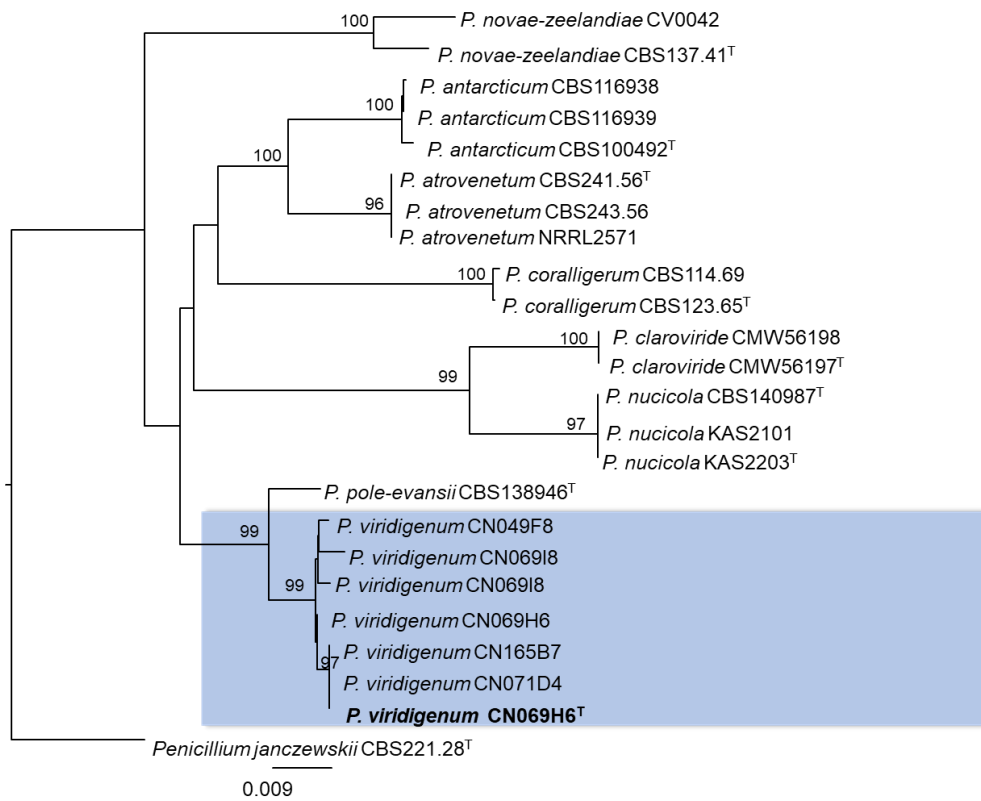 100
P. novae-zeelandiae CV0042
P. novae-zeelandiae CBS137.41ᵀ
P. antarcticum CBS116938
100
P. antarcticum CBS116939
P. antarcticum CBS100492ᵀ
100
P. atrovenetum CBS241.56ᵀ
96
P. atrovenetum CBS243.56
P. atrovenetum NRRL2571
100
P. coralligerum CBS114.69
P. coralligerum CBS123.65ᵀ
100
P. claroviride CMW56198
P. claroviride CMW56197ᵀ
99
P. nucicola CBS140987ᵀ
97
P. nucicola KAS2101
P. nucicola KAS2203ᵀ
P. pole-evansii CBS138946ᵀ
99
P. viridigenum CN049F8
P. viridigenum CN069I8
99
P. viridigenum CN069I8
P. viridigenum CN069H6
97
P. viridigenum CN165B7
P. viridigenum CN071D4
P. viridigenum CN069H6ᵀ
Penicillium janczewskii CBS221.28ᵀ
0.009